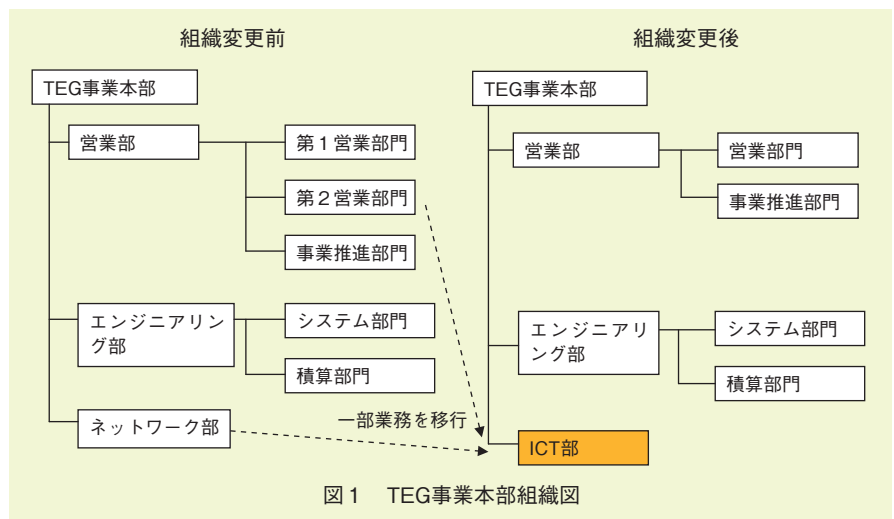 組織変更前
TEG事業本部
営業部
第1営業部門
第2営業部門
事業推進部門
エンジニアリン
グ部
システム部門
積算部門
ネットワーク部
一部業務を移行
組織変更後
TEG事業本部
営業部
営業部門
事業推進部門
エンジニアリ
ング部
システム部門
積算部門
ICT部
図1 TEG事業本部組織図